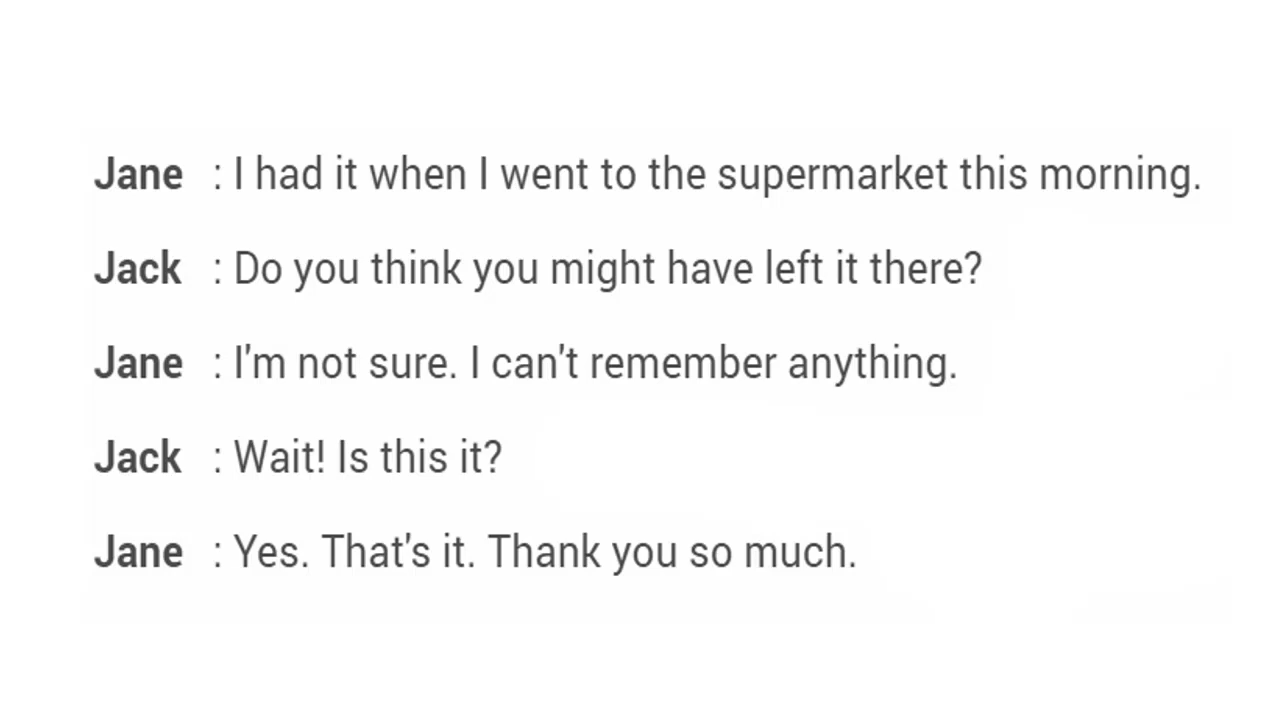 Jane : I had it when I went to the supermarket this morning.
Jack : Do you think you might have left it there?
Jane : I'm not sure. I can't remember anything.
Jack : Wait! Is this it?
Jane : Yes. That's it. Thank you so much.